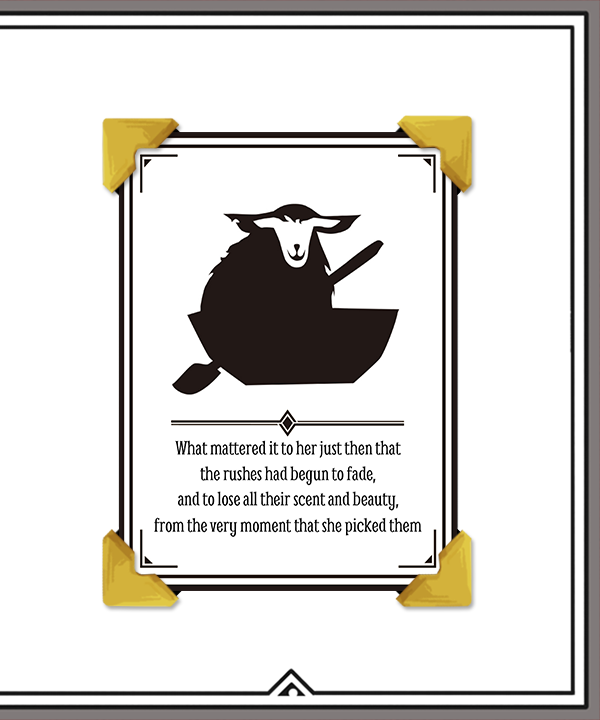 What mattered it to her just then that
the rushes had begun to fade,
and to lose all their scent and beauty,
from the very moment that she picked them